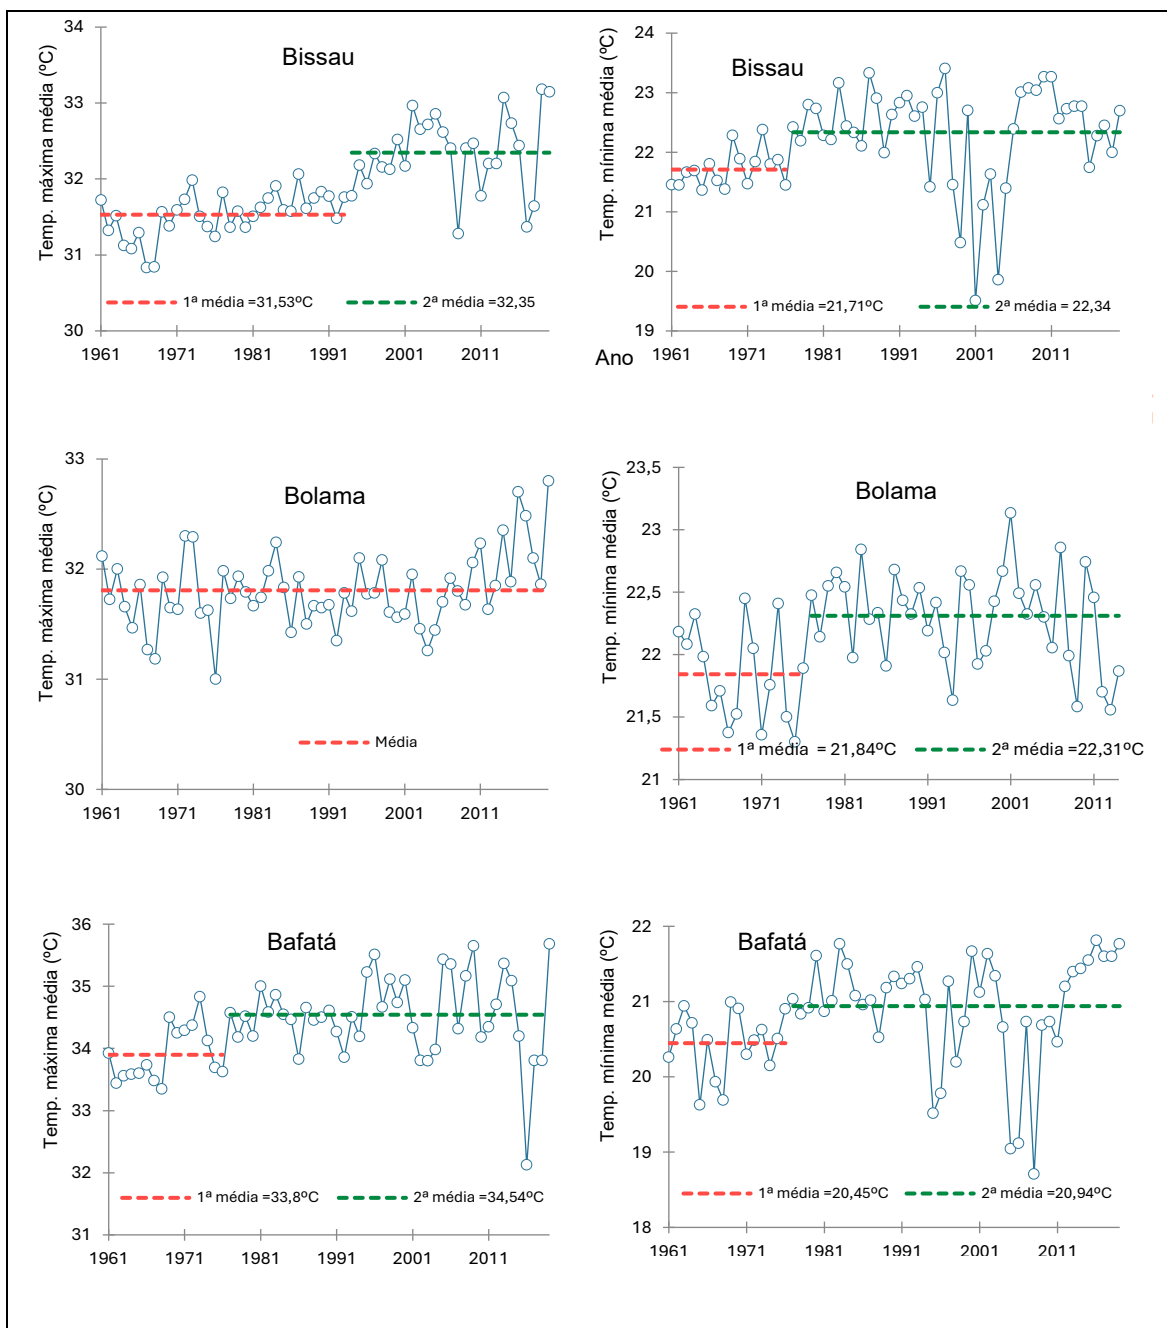 Temp. máxima média (ºC)
34
33
32
31
30
Bissau
1ª média =31,53ºC
2ª média =32,35
1961 1971 1981 1991 2001 2011
Temp. mínima média (ºC)
24
23
22
21
20
19
Bissau
1ª média =21,71ºC
2ª média = 22,34
1961 1971 1981 1991 2001 2011
Ano
Temp. máxima média (ºC)
33
32
31
30
Bolama
Média
1961 1971 1981 1991 2001 2011
Temp. mínima média (ºC)
23,5
23
22,5
22
21,5
21
Bolama
1ª média = 21,84ºC
2ª média =22,31ºC
1961 1971 1981 1991 2001 2011
Temp. máxima média (ºC)
36
35
34
33
32
31
Bafatá
1ª média =33,8ºC
2ª média =34,54ºC
1961 1971 1981 1991 2001 2011
Temp. mínima média (ºC)
22
21
20
19
18
Bafatá
1ª média =20,45ºC
2ª média =20,94ºC
1961 1971 1981 1991 2001 2011